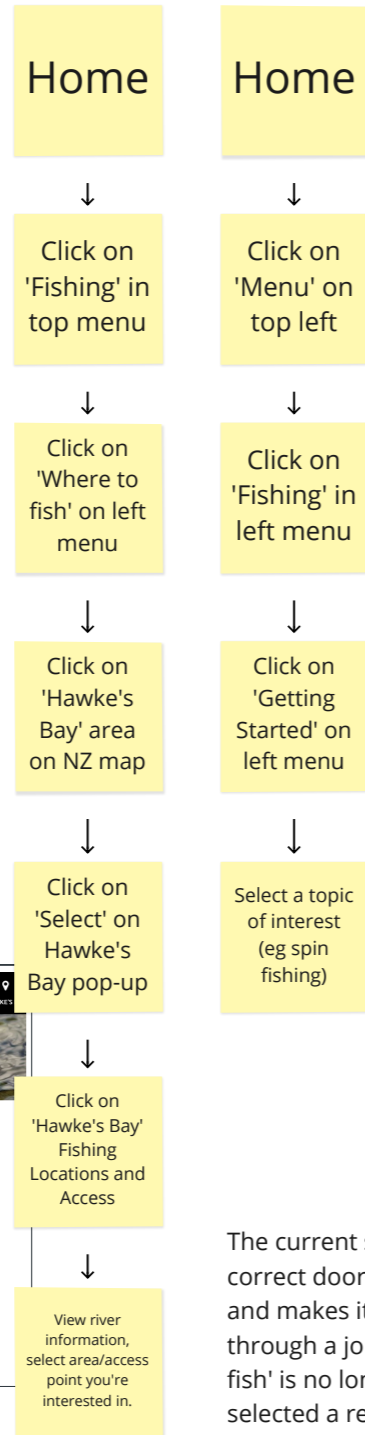 Home
↓
Click on
'Fishing' in
top menu
↓
Click on
'Where to
fish' on left
menu
↓
Click on
'Hawke's
Bay' area
on NZ map
↓
Click on
'Select' on
Hawke's
Bay pop-up
↓
Click on
'Hawke's Bay'
Fishing
Locations and
Access
↓
View river
information,
select area/access
point you're
interested in.
Home
↓
Click on
'Menu' on
top left
↓
Click on
'Fishing' in
left menu
↓
Click on
'Getting
Started' on
left menu
↓
Select a topic
of interest
(eg spin
fishing)
The current
correct door
and makes it
through a jo
fish' is no lon
selected a re